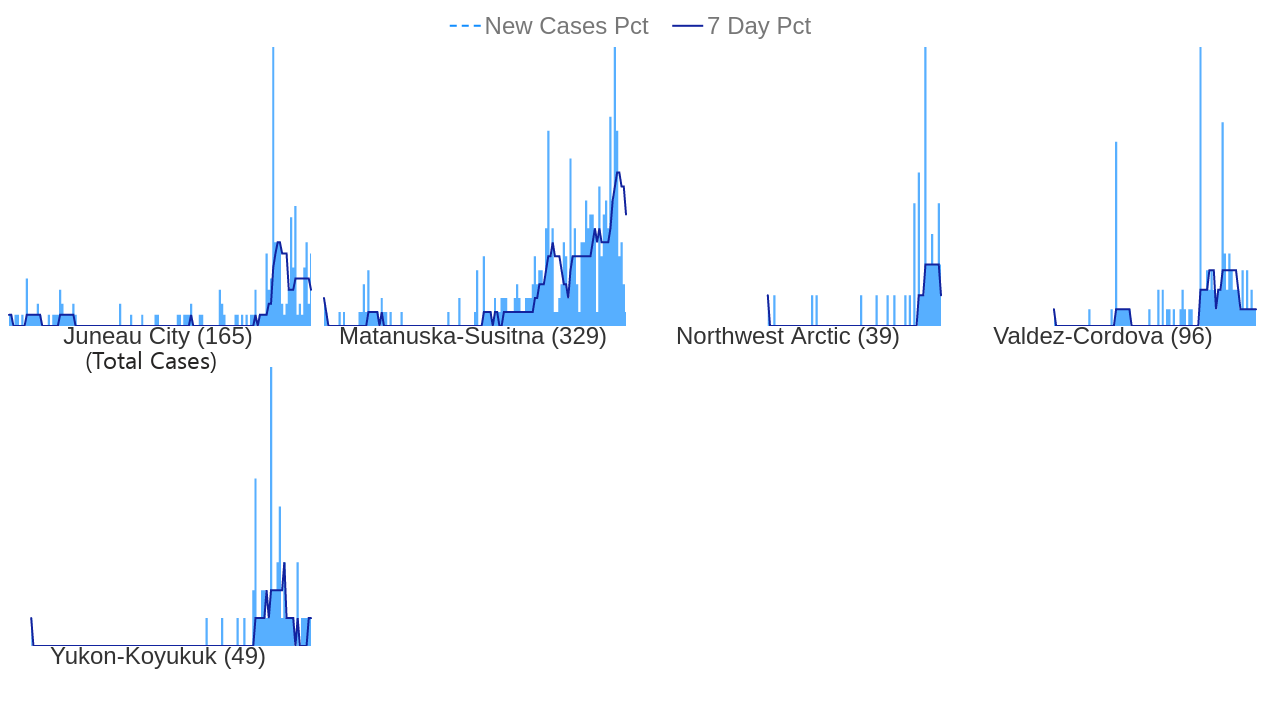 New Cases Pct 7 Day Pct
Juneau City (165) Matanuska-Susitna (329) Northwest Arctic (39) Valdez-Cordova (96)
(Total Cases)
Yukon-Koyukuk (49)